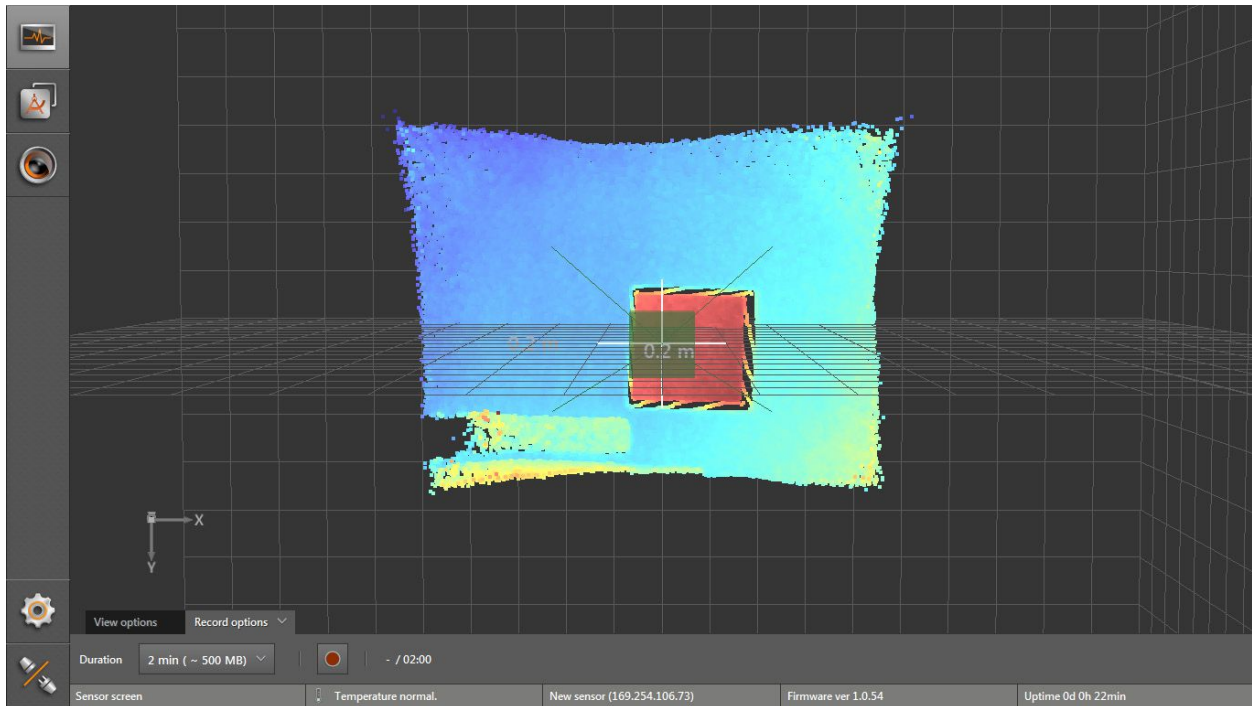 0.2 m
0.2 m
X
Y
View options
Record options
Duration
2 min ( ~ 500 MB)
- / 02:00
Sensor screen
Temperature normal.
New sensor (169.254.106.73)
Firmware ver 1.0.54
Uptime 0d 0h 22min